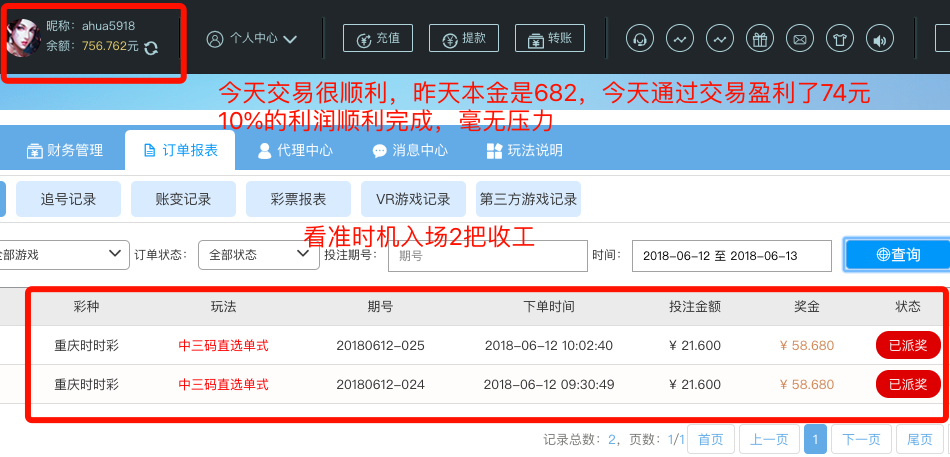 昵称：ahua5918
余额：756.762元
个人中心
充值
提款
转账
今天交易很顺利，昨天本金是682，今天通过交易盈利了74元
10%的利润顺利完成，毫无压力
财务管理
订单报表
代理中心
消息中心
玩法说明
追号记录
账变记录
彩票报表
VR游戏记录
第三方游戏记录
看准时机入场2把收工
全部游戏 订单状态： 全部状态 投注期号： 期号 时间： 2018-06-12 至 2018-06-13 查询
彩种 玩法 期号 下单时间 投注金额 奖金 状态
重庆时时彩 中三码直选单式 20180612-025 2018-06-12 10:02:40 ¥ 21.600 ¥ 58.680 已派奖
重庆时时彩 中三码直选单式 20180612-024 2018-06-12 09:30:49 ¥ 21.600 ¥ 58.680 已派奖
记录总数：2，页数：1/1 首页 上一页 1 下一页 尾页